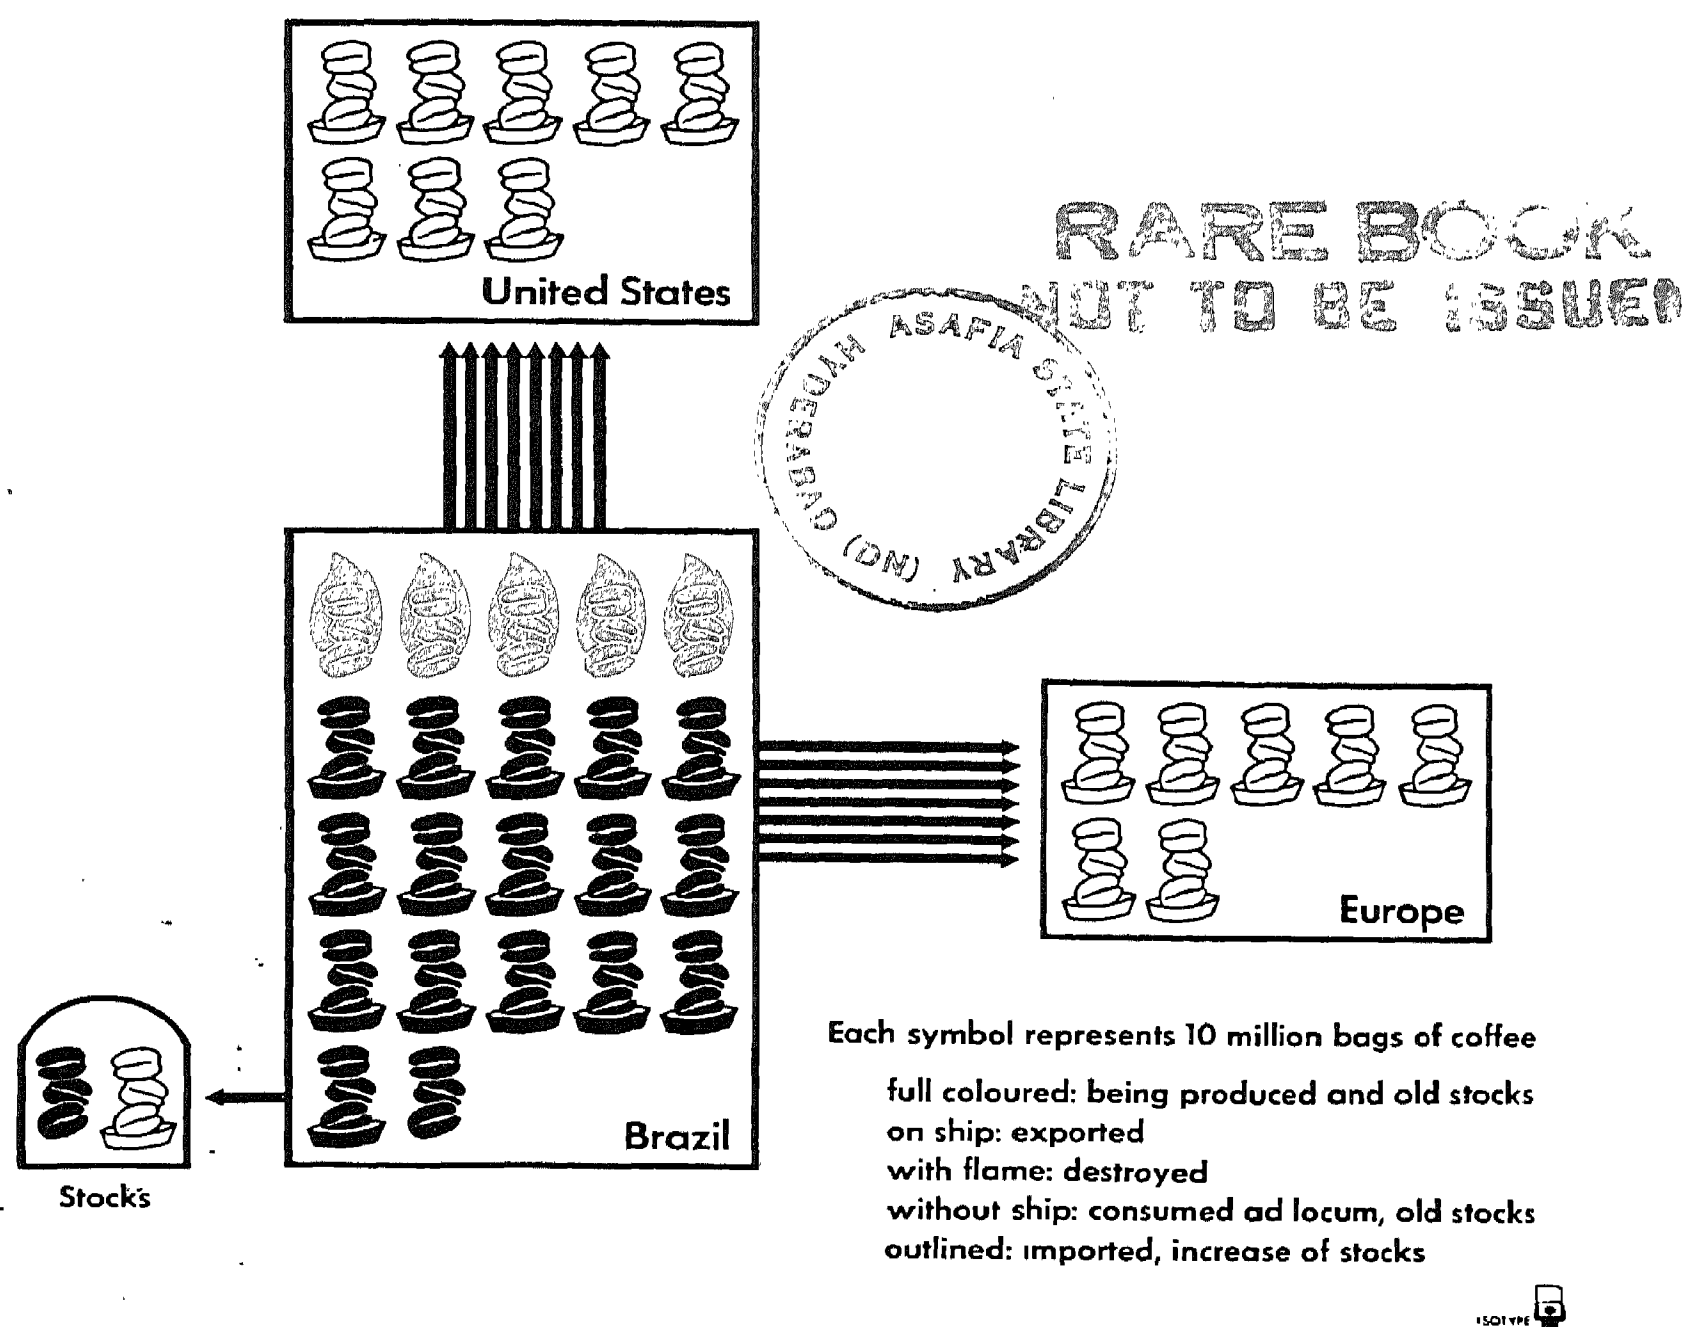 United States
RARE BOOK
NOT TO BE ISSUED
ASAFIA STATE LIBRARY (ND) HYDERABAD
Europe
Brazil
Stocks
Each symbol represents 10 million bags of coffee
full coloured: being produced and old stocks
on ship: exported
with flame: destroyed
without ship: consumed ad locum, old stocks
outlined: imported, increase of stocks
ISOTYPE